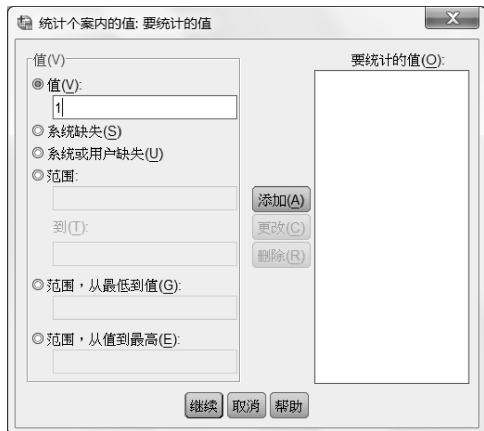 统计个案内的值: 要统计的值
值(V)
值(V):
1
系统缺失(S)
系统或用户缺失(U)
范围:
到(T):
范围，从最低到值(G):
范围，从值到最高(E):
添加(A)
更改(C)
删除(R)
要统计的值(O):
继续 取消 帮助